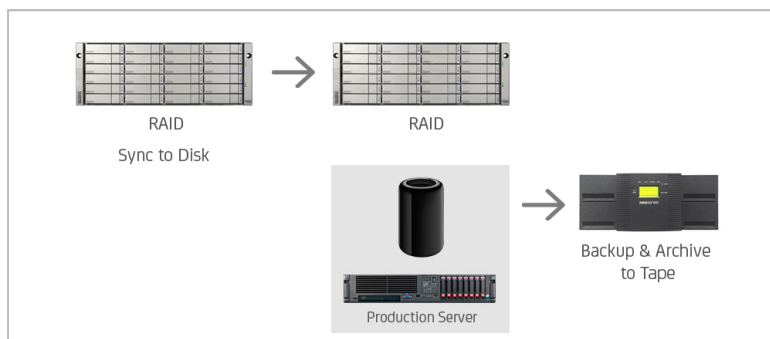 RAID
RAID
Sync to Disk
Backup & Archive
to Tape
Production Server